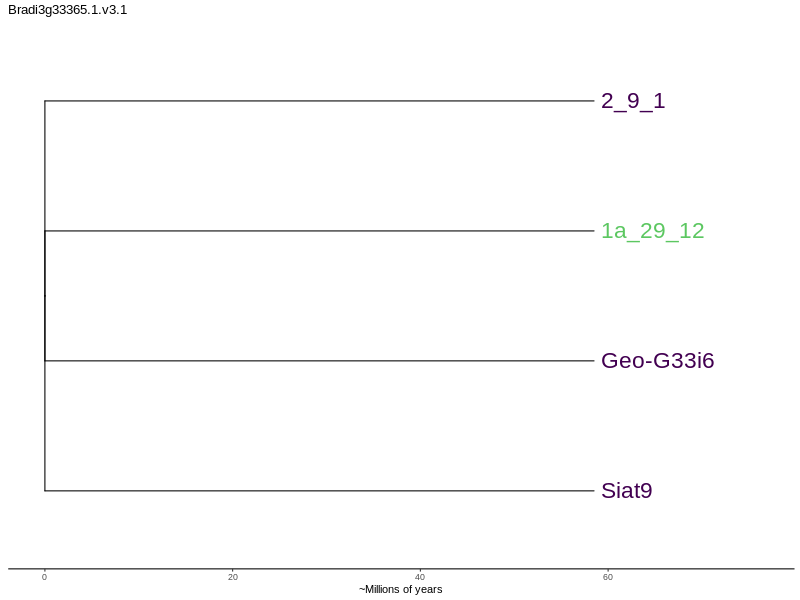 Bradi3g33365.1.v3.1
2_9_1
1a_29_12
Geo-G33i6
Siat9
0 20 40 60
~Millions of years